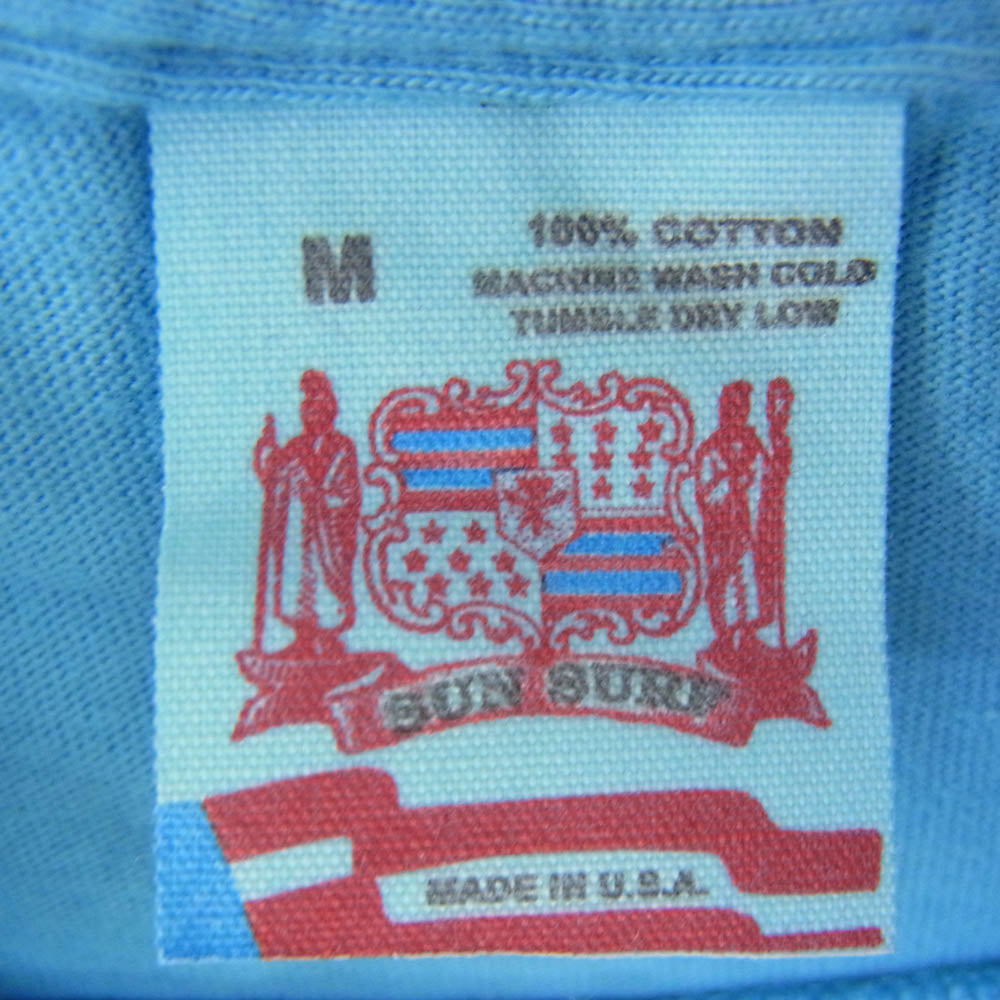 M
100% COTTON
MACHINE WASH COLD
TUMBLE DRY LOW
SUN SURF
MADE IN U.S.A.